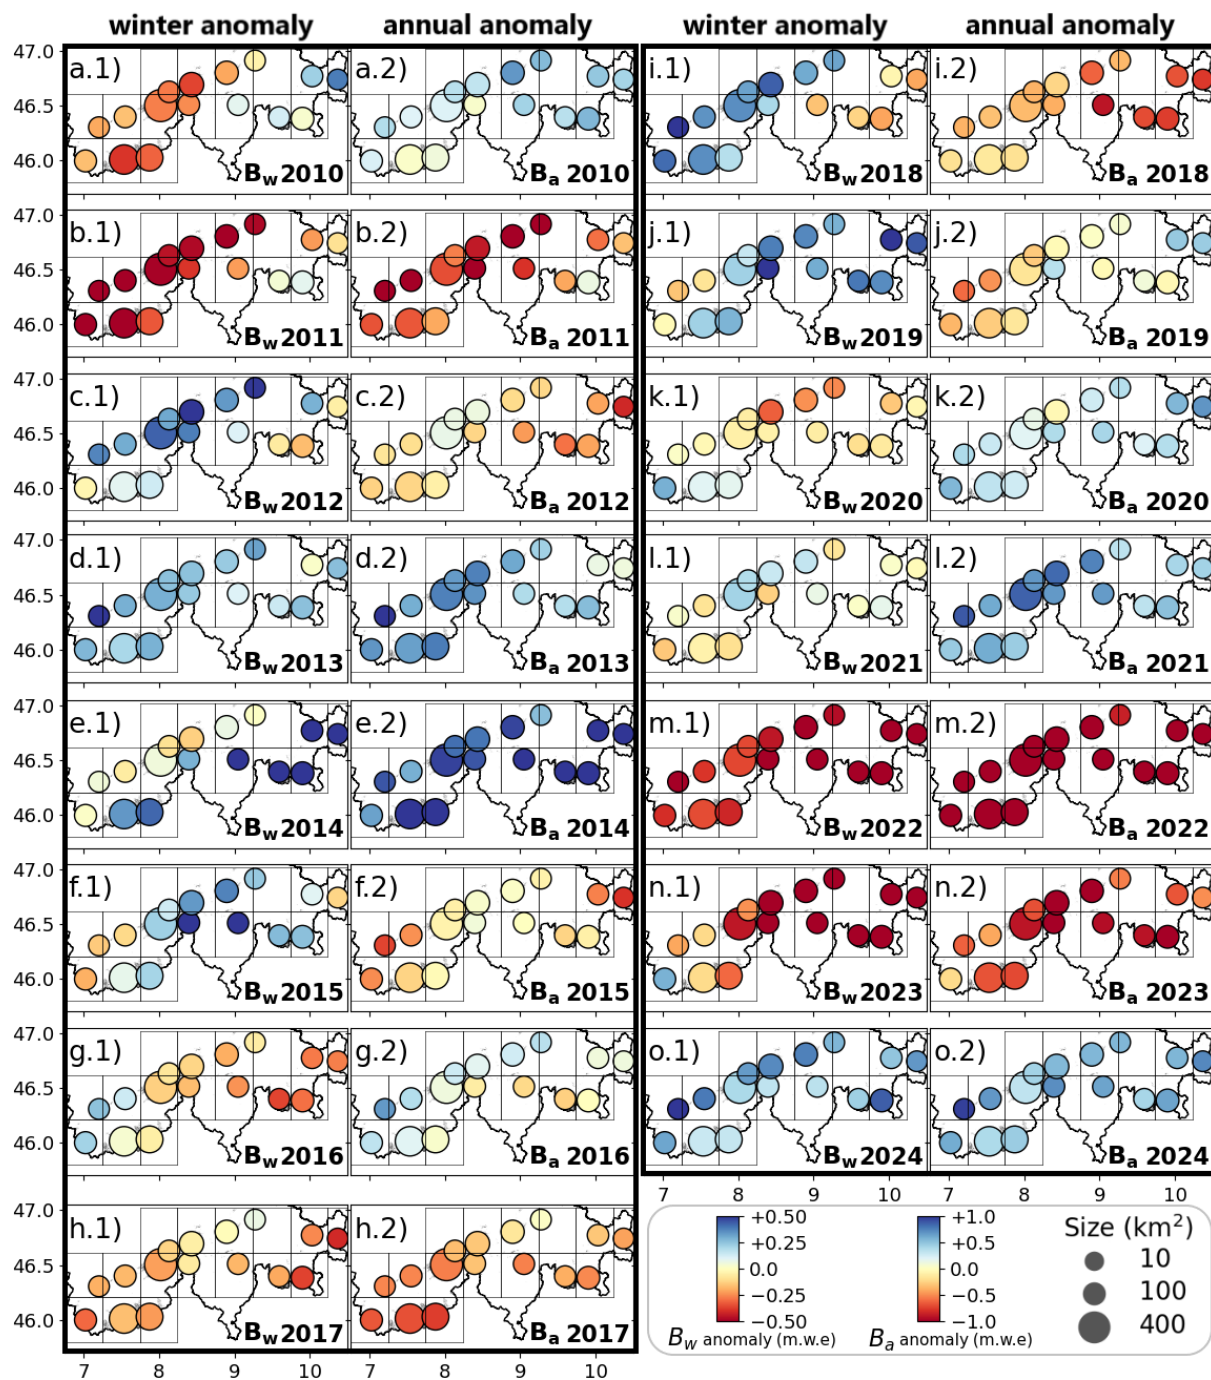 winter anomaly annual anomaly winter anomaly annual anomaly
47.0 a.1) a.2) i.1) i.2)
46.5
46.0 Bw2010 Ba 2010 Bw2018 Ba 2018
47.0 b.1) b.2) j.1) j.2)
46.5
46.0 Bw2011 Ba 2011 Bw2019 Ba 2019
47.0 c.1) c.2) k.1) k.2)
46.5
46.0 Bw2012 Ba 2012 Bw2020 Ba 2020
47.0 d.1) d.2) l.1) l.2)
46.5
46.0 Bw2013 Ba 2013 Bw2021 Ba 2021
47.0 e.1) e.2) m.1) m.2)
46.5
46.0 Bw2014 Ba 2014 Bw2022 Ba 2022
47.0 f.1) f.2) n.1) n.2)
46.5
46.0 Bw2015 Ba 2015 Bw2023 Ba 2023
47.0 g.1) g.2) o.1) o.2)
46.5
46.0 Bw2016 Ba 2016 Bw2024 Ba 2024
7 8 9 10 7 8 9 10
47.0 h.1) h.2)
46.5
46.0 Bw2017 Ba 2017
7 8 9 10 7 8 9 10
+0.50
+0.25
0.0
−0.25
−0.50
Bw anomaly (m.w.e)
+1.0
+0.5
0.0
−0.5
−1.0
Ba anomaly (m.w.e)
Size (km²)
10
100
400